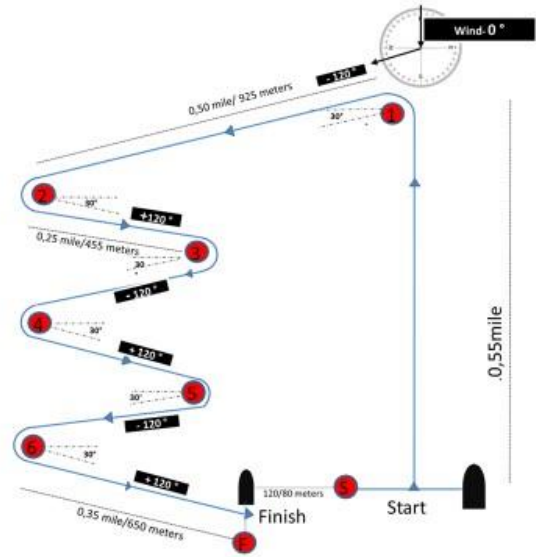 Wind- 0 °
- 120 °
0,50 mile/ 925 meters
1
30°
2
30°
+120 °
0,25 mile/455 meters
3
30
- 120 °
4
30°
+ 120 °
5
30°
- 120 °
6
30°
+ 120 °
.0,55mile
120/80 meters
S
Start
Finish
0,35 mile/650 meters
F